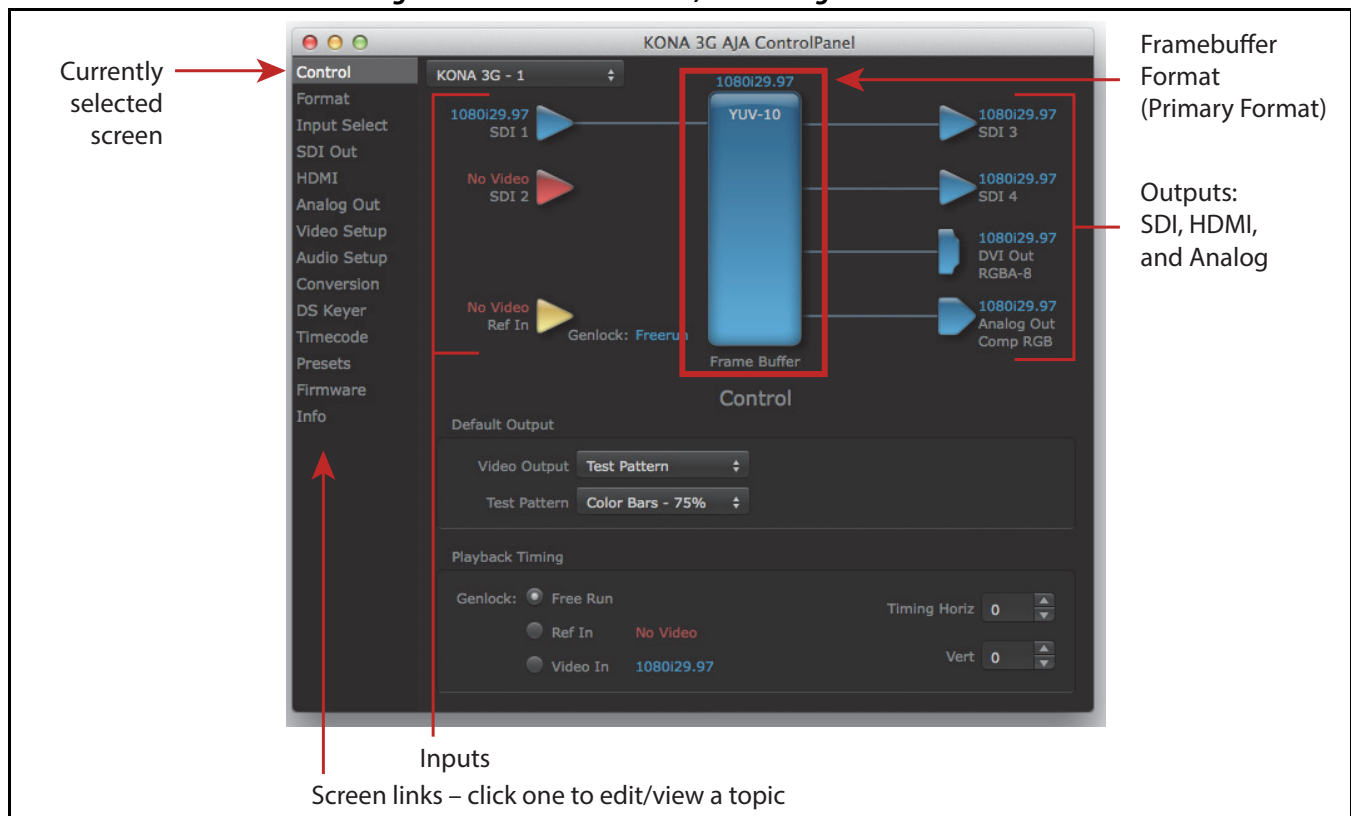 KONA 3G AJA ControlPanel
Currently
selected
screen
Control
Format
Input Select
SDI Out
HDMI
Analog Out
Video Setup
Audio Setup
Conversion
DS Keyer
Timecode
Presets
Firmware
Info
KONA 3G - 1
1080i29.97
SDI 1
No Video
SDI 2
No Video
Ref In
Genlock: Freerun
1080i29.97
YUV-10
Frame Buffer
1080i29.97
SDI 3
1080i29.97
SDI 4
1080i29.97
DVI Out
RGBA-8
1080i29.97
Analog Out
Comp RGB
Framebuffer
Format
(Primary Format)
Outputs:
SDI, HDMI,
and Analog
Control
Default Output
Video Output Test Pattern
Test Pattern Color Bars - 75%
Playback Timing
Genlock: Free Run
Ref In No Video
Video In 1080i29.97
Timing Horiz 0
Vert 0
Inputs
Screen links – click one to edit/view a topic